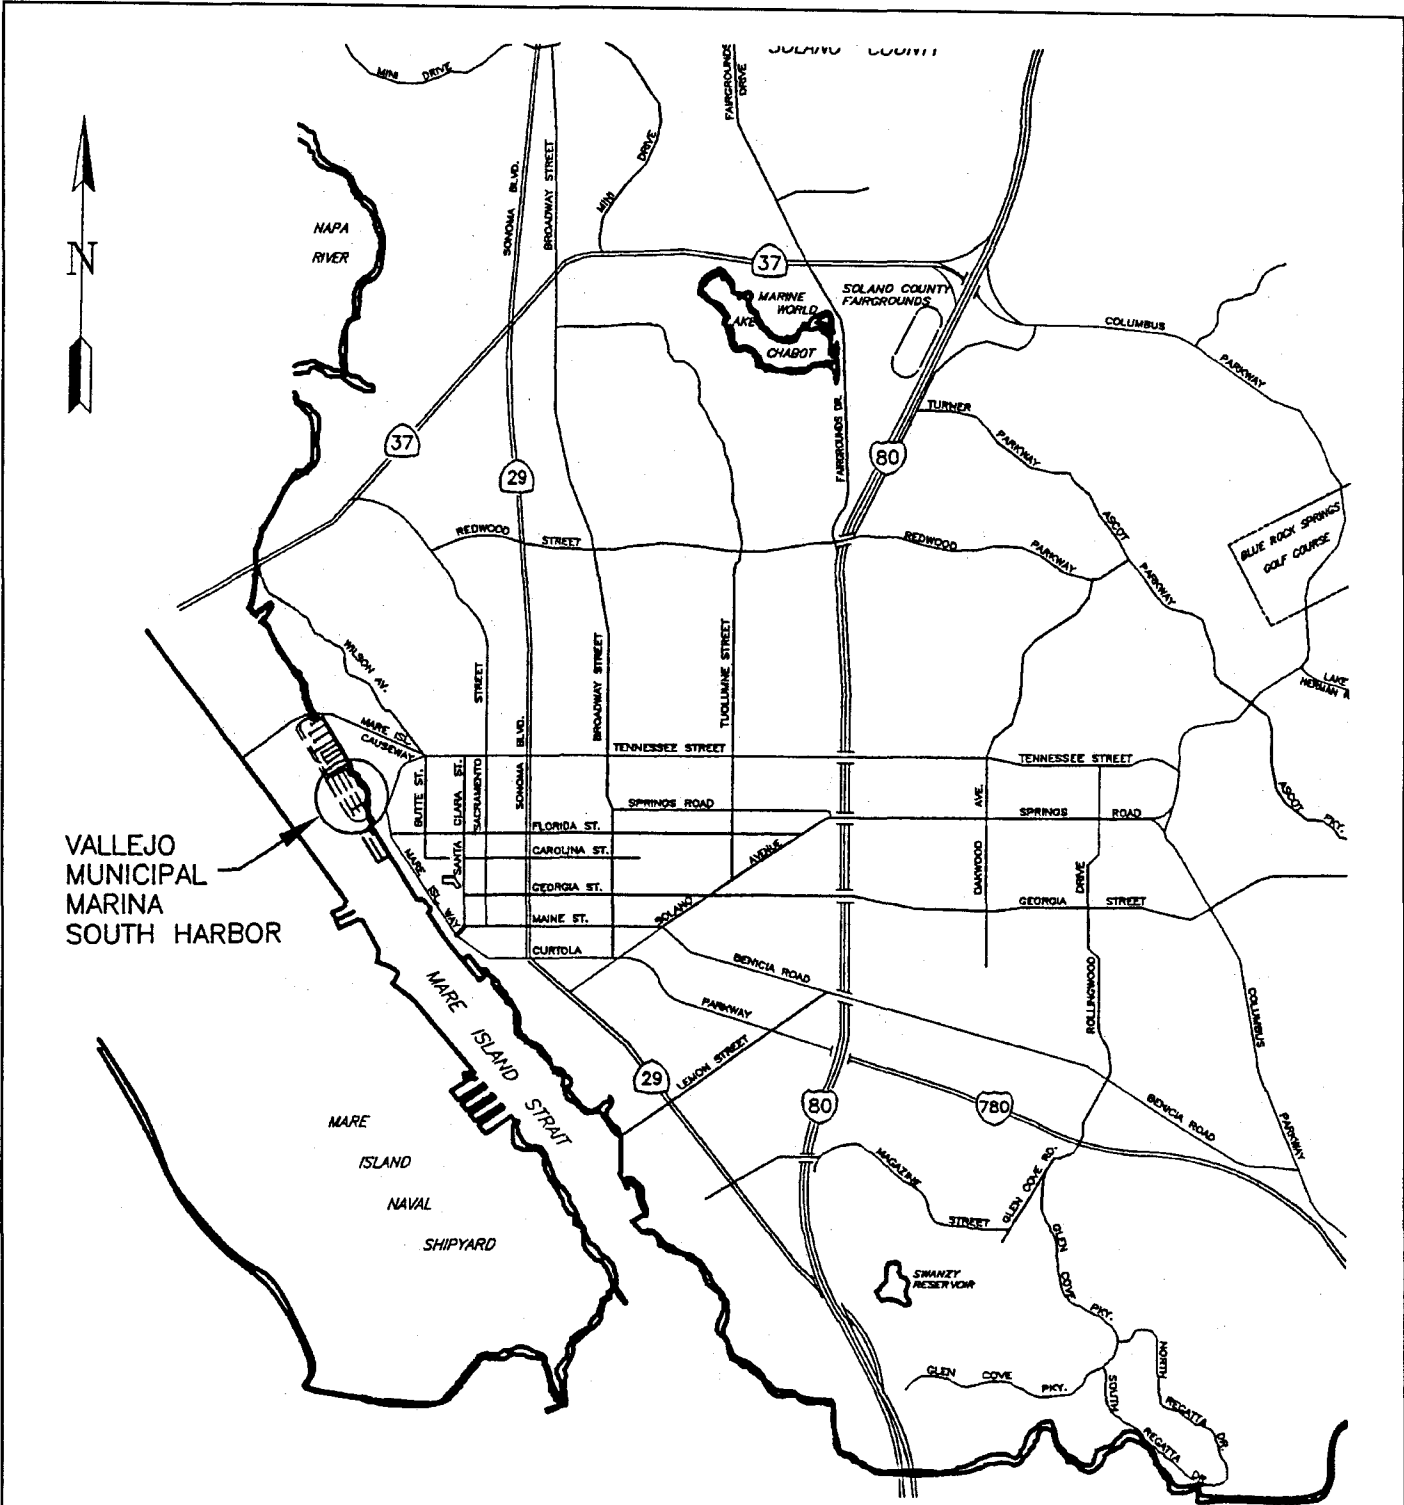 SOLANO COUNTY
MINI DRIVE
FAIRGROUNDS
DRIVE
SONOMA BLVD.
BROADWAY STREET
MINI DRIVE
NAPA
RIVER
N
37
MARINE
WORLD
LAKE
CHABOT
SOLANO COUNTY
FAIRGROUNDS
COLUMBUS
PARKWAY
FAIRGROUNDS DR.
TURNER
PARKWAY
37
29
80
ASCOT
PARKWAY
BLUE ROCK SPRINGS
GOLF COURSE
REDWOOD
STREET
REDWOOD
PARKWAY
WILSON AV.
STREET
BROADWAY STREET
TUOLUMNE STREET
LAKE
HERMAN R
MARE ISL.
CAUSEWAY
SONOMA BLVD.
TENNESSEE STREET
TENNESSEE STREET
BUTTE ST.
SANTA CLARA ST.
SACRAMENTO
SPRINGS ROAD
OAKWOOD AVE.
SPRINGS ROAD
ASCOT
PKY.
VALLEJO
MUNICIPAL
MARINA
SOUTH HARBOR
MARE ISL. WAY
FLORIDA ST.
CAROLINA ST.
SOLANO AVENUE
GEORGIA ST.
ROLLINGWOOD DRIVE
GEORGIA STREET
MAINE ST.
CURTOLA
PARKWAY
BENICIA ROAD
COLUMBUS
PARKWAY
MARE ISLAND STRAIT
29
LEMON STREET
80
780
BENICIA ROAD
MARE
ISLAND
NAVAL
SHIPYARD
MAGAZINE
STREET
GLEN COVE RD.
GLEN COVE PKY.
SWANZY
RESERVOIR
GLEN COVE PKY.
NORTH
REGATTA DR.
SOUTH
REGATTA DR.